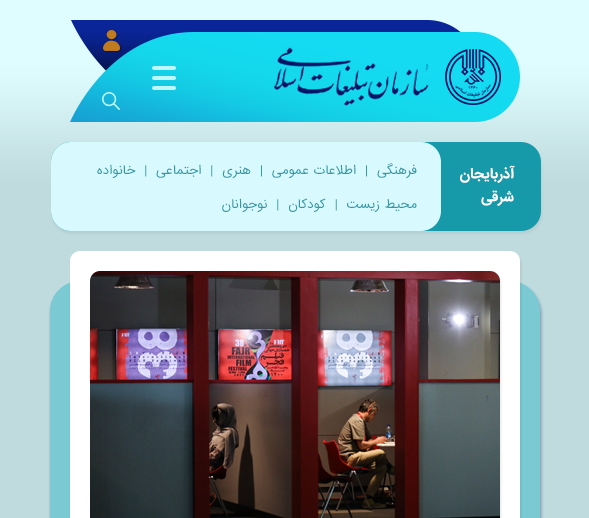 سازمان تبلیغات اسلامی
آذربایجان
شرقی
فرهنگی | اطلاعات عمومی | هنری | اجتماعی | خانواده
محیط زیست | کودکان | نوجوانان
38
FAJR
INTERNATIONAL
FILM
FESTIVAL